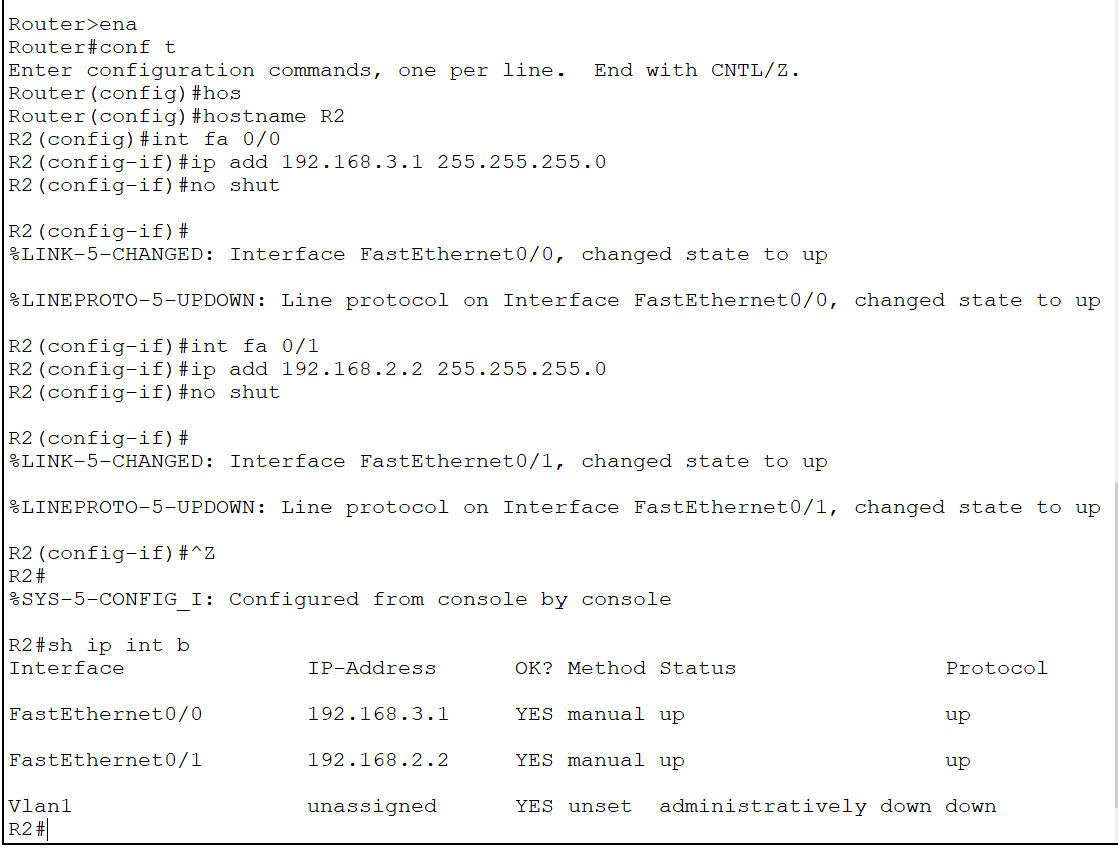 Router>ena
Router#conf t
Enter configuration commands, one per line.  End with CNTL/Z.
Router(config)#hos
Router(config)#hostname R2
R2(config)#int fa 0/0
R2(config-if)#ip add 192.168.3.1 255.255.255.0
R2(config-if)#no shut
R2(config-if)#
%LINK-5-CHANGED: Interface FastEthernet0/0, changed state to up
%LINEPROTO-5-UPDOWN: Line protocol on Interface FastEthernet0/0, changed state to up
R2(config-if)#int fa 0/1
R2(config-if)#ip add 192.168.2.2 255.255.255.0
R2(config-if)#no shut
R2(config-if)#
%LINK-5-CHANGED: Interface FastEthernet0/1, changed state to up
%LINEPROTO-5-UPDOWN: Line protocol on Interface FastEthernet0/1, changed state to up
R2(config-if)#^Z
R2#
%SYS-5-CONFIG_I: Configured from console by console
R2#sh ip int b
Interface              IP-Address      OK? Method Status                Protocol
FastEthernet0/0        192.168.3.1     YES manual up                    up
FastEthernet0/1        192.168.2.2     YES manual up                    up
Vlan1                  unassigned      YES unset  administratively down down
R2#